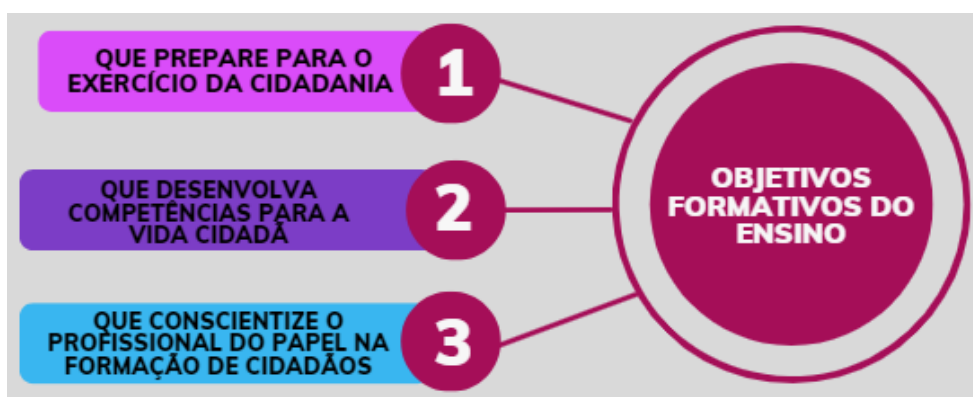 QUE PREPARE PARA O
EXERCÍCIO DA CIDADANIA
1
QUE DESENVOLVA
COMPETÊNCIAS PARA A
VIDA CIDADÃ
2
QUE CONSCIENTIZE O
PROFISSIONAL DO PAPEL NA
FORMAÇÃO DE CIDADÃOS
3
OBJETIVOS
FORMATIVOS DO
ENSINO